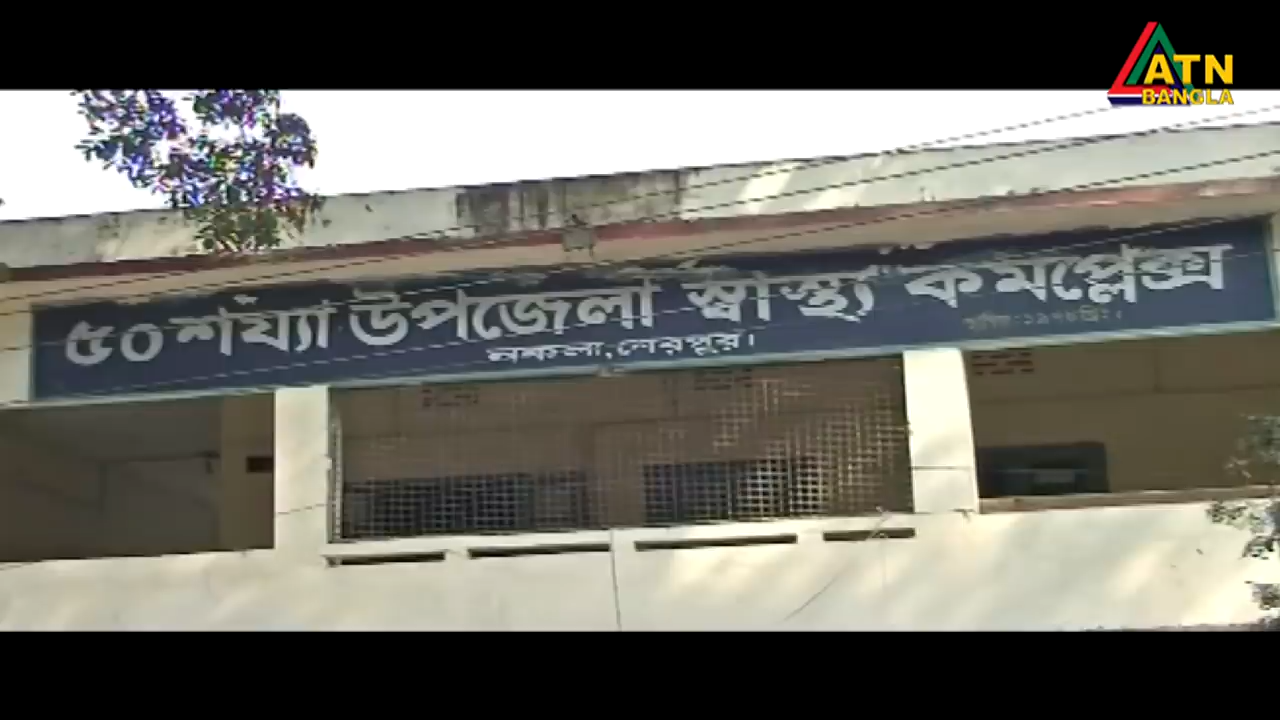 ATN
BANGLA
৫০ শয্যা উপজেলা স্বাস্থ্য কমপ্লেক্স
নকলা, শেরপুর।